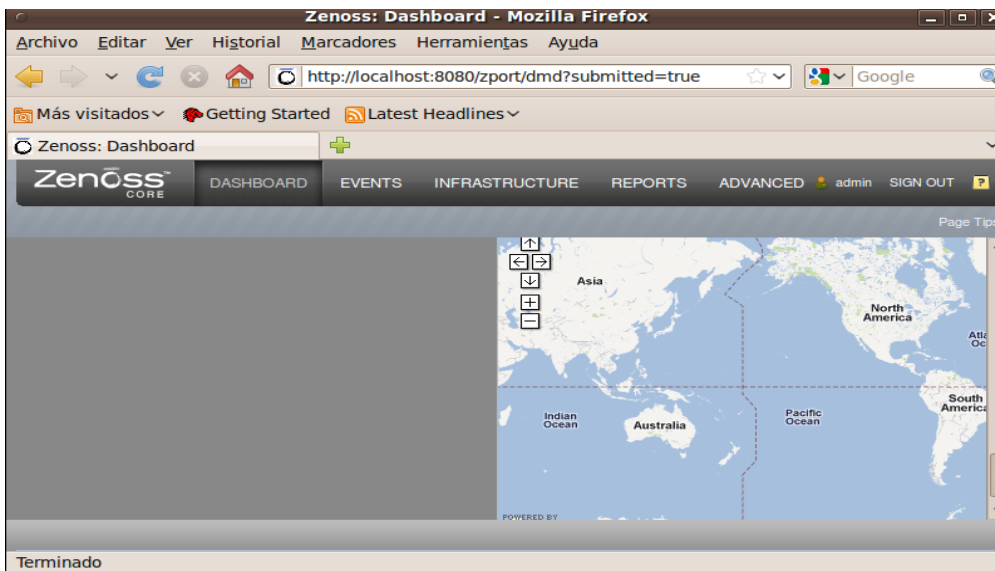 Zenoss: Dashboard - Mozilla Firefox
Archivo Editar Ver Historial Marcadores Herramientas Ayuda
http://localhost:8080/zport/dmd?submitted=true Google
Más visitados Getting Started Latest Headlines
Zenoss: Dashboard
Zenoss™ DASHBOARD EVENTS INFRASTRUCTURE REPORTS ADVANCED admin SIGN OUT ?
CORE
Page Tips
Asia
North
America
South
America
Indian
Ocean
Australia
Pacific
Ocean
POWERED BY
Terminado